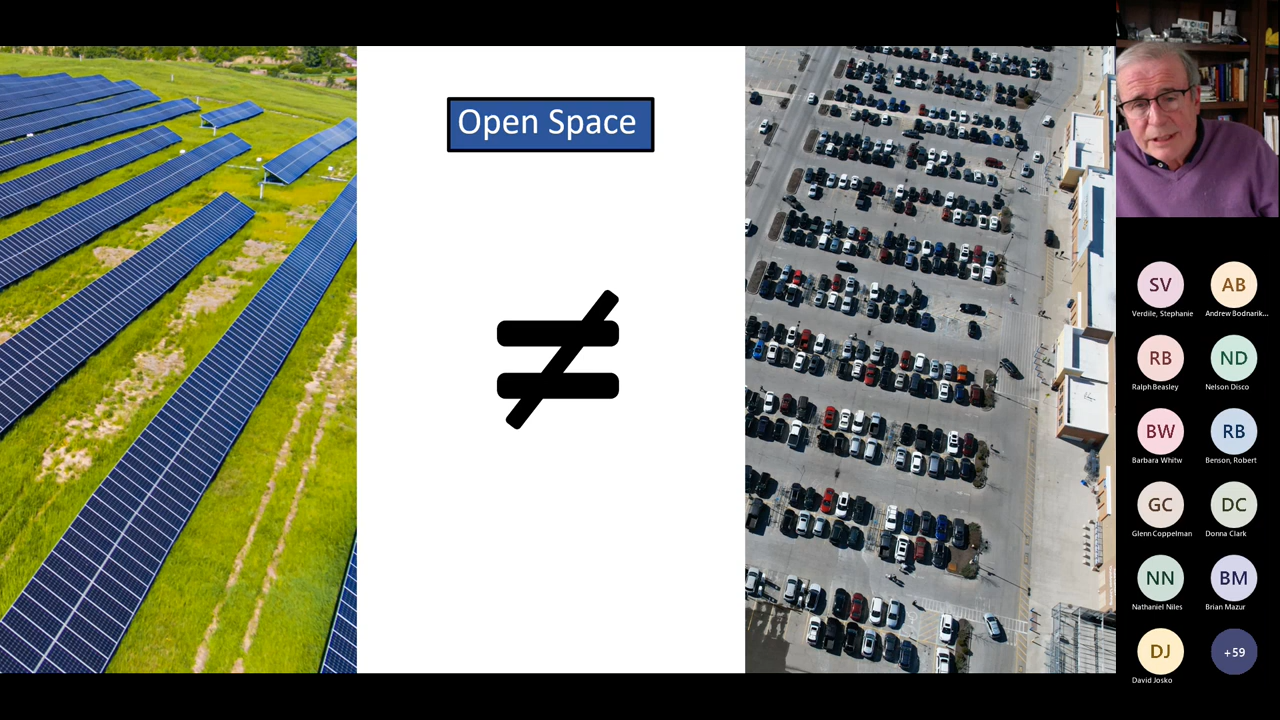 Open Space
SV
AB
Verdile, Stephanie
Andrew Bodnarik...
RB
ND
Ralph Beasley
Nelson Disco
BW
RB
Barbara Whitw
Benson, Robert
GC
DC
Glenn Coppelman
Donna Clark
NN
BM
Nathaniel Niles
Brian Mazur
DJ
+59
David Josko